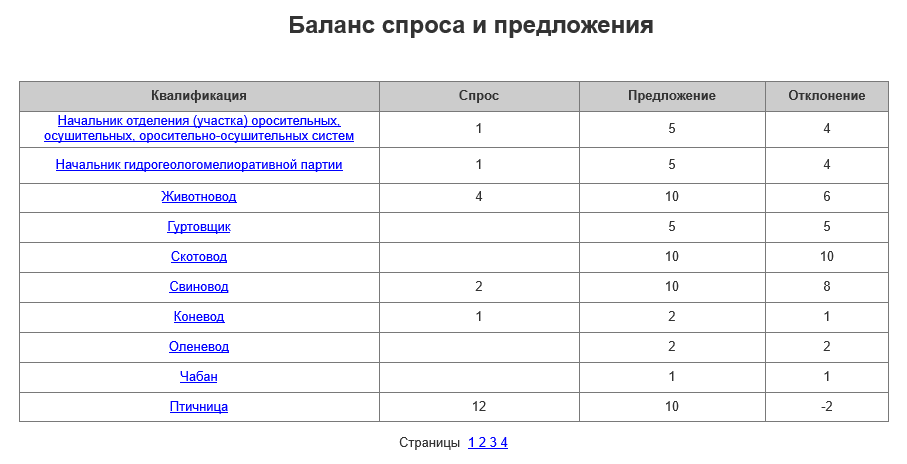 Баланс спроса и предложения
Квалификация Спрос Предложение Отклонение
Начальник отделения (участка) оросительных,
осушительных, оросительно-осушительных систем 1 5 4
Начальник гидрогеологомелиоративной партии 1 5 4
Животновод 4 10 6
Гуртовщик 5 5
Скотовод 10 10
Свиновод 2 10 8
Коневод 1 2 1
Оленевод 2 2
Чабан 1 1
Птичница 12 10 -2
Страницы 1 2 3 4